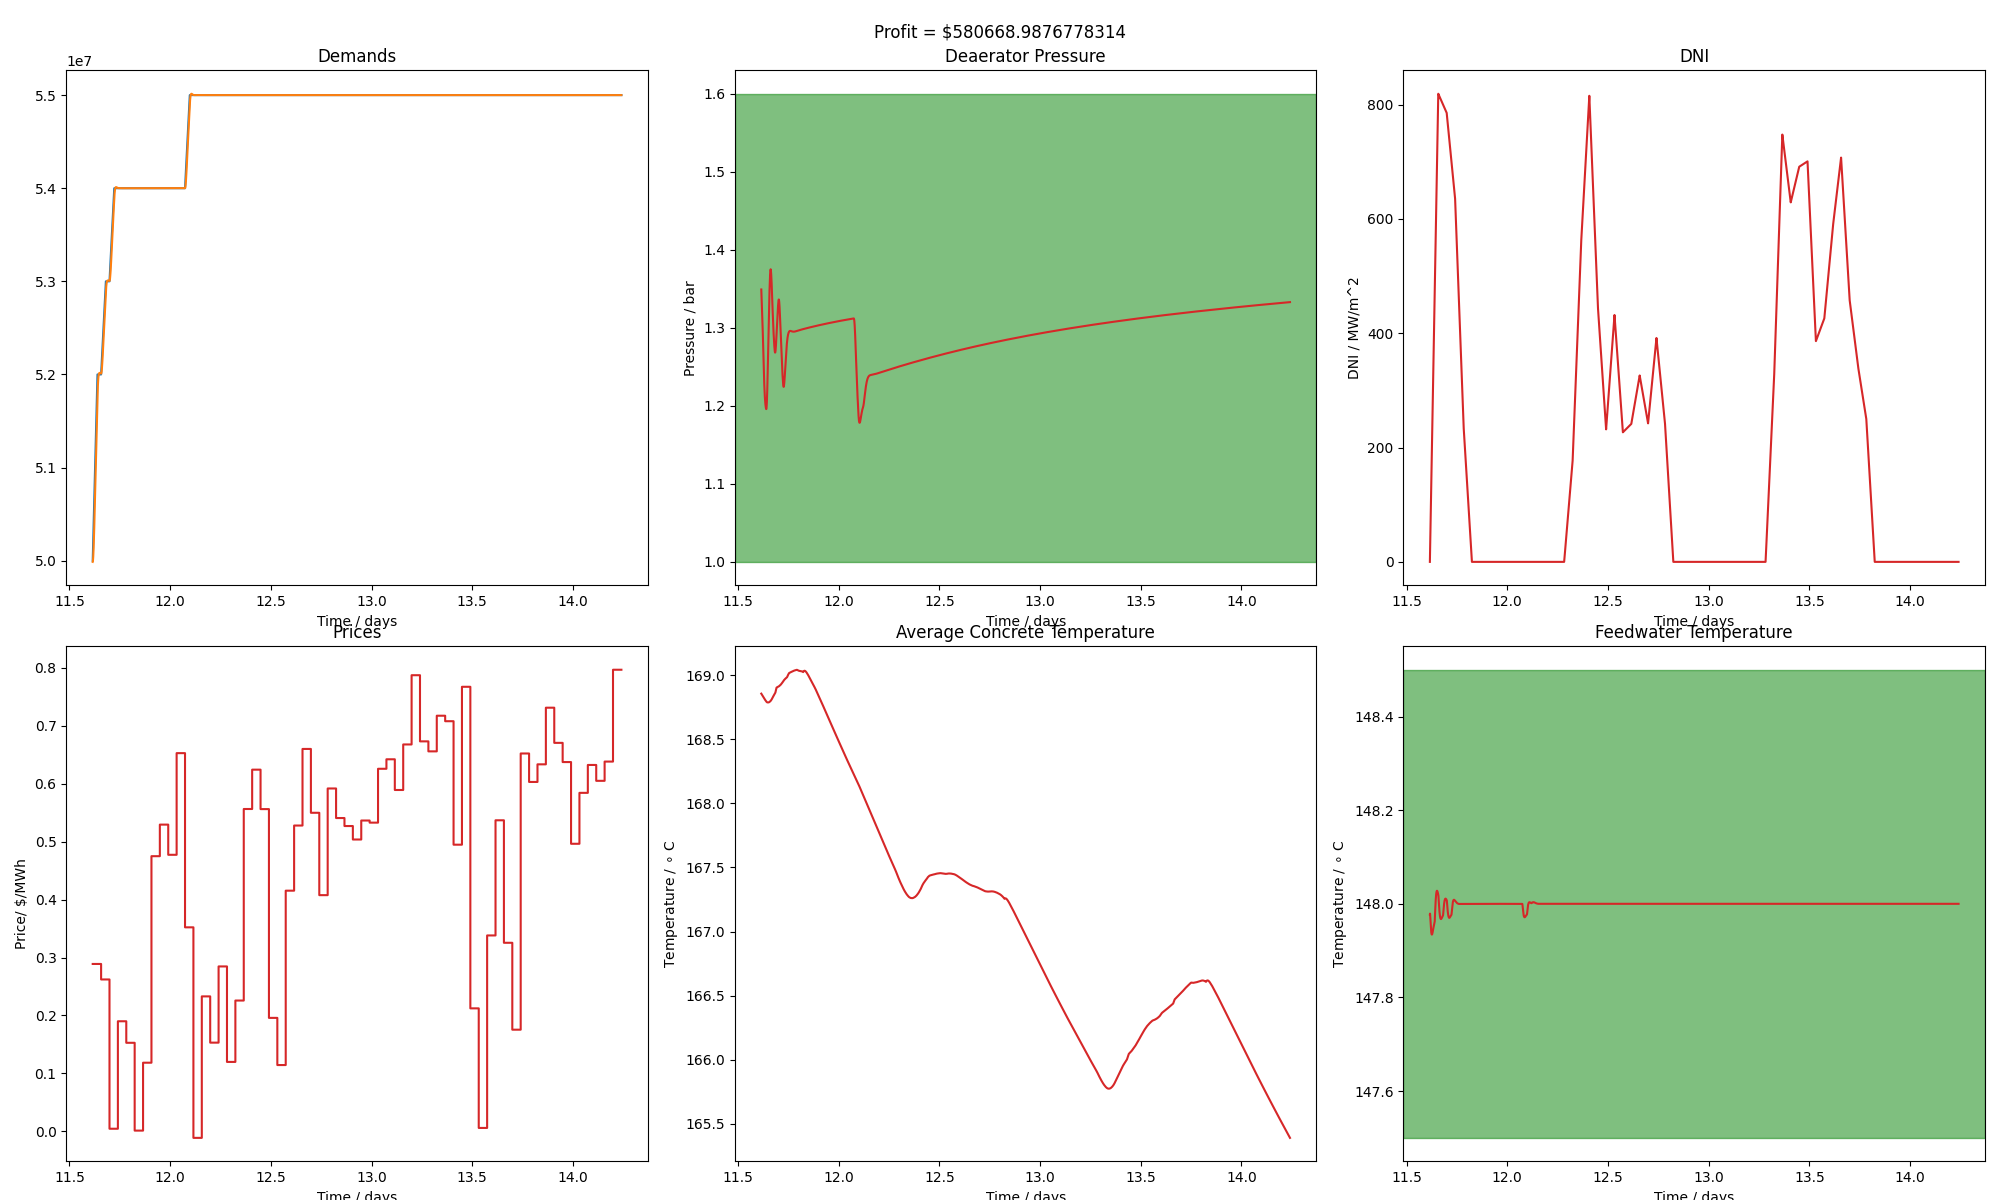 Profit = $580668.9876778314
Demands
1e7
5.5
5.4
5.3
5.2
5.1
5.0
11.5 12.0 12.5 13.0 13.5 14.0
Time / days
Deaerator Pressure
Pressure / bar
1.6
1.5
1.4
1.3
1.2
1.1
1.0
11.5 12.0 12.5 13.0 13.5 14.0
Time / days
DNI
DNI / MW/m^2
800
600
400
200
0
11.5 12.0 12.5 13.0 13.5 14.0
Time / days
Prices
Price/ $/MWh
0.8
0.7
0.6
0.5
0.4
0.3
0.2
0.1
0.0
11.5 12.0 12.5 13.0 13.5 14.0
Time / days
Average Concrete Temperature
Temperature / ∘ C
169.0
168.5
168.0
167.5
167.0
166.5
166.0
165.5
11.5 12.0 12.5 13.0 13.5 14.0
Time / days
Feedwater Temperature
Temperature / ∘ C
148.4
148.2
148.0
147.8
147.6
11.5 12.0 12.5 13.0 13.5 14.0
Time / days